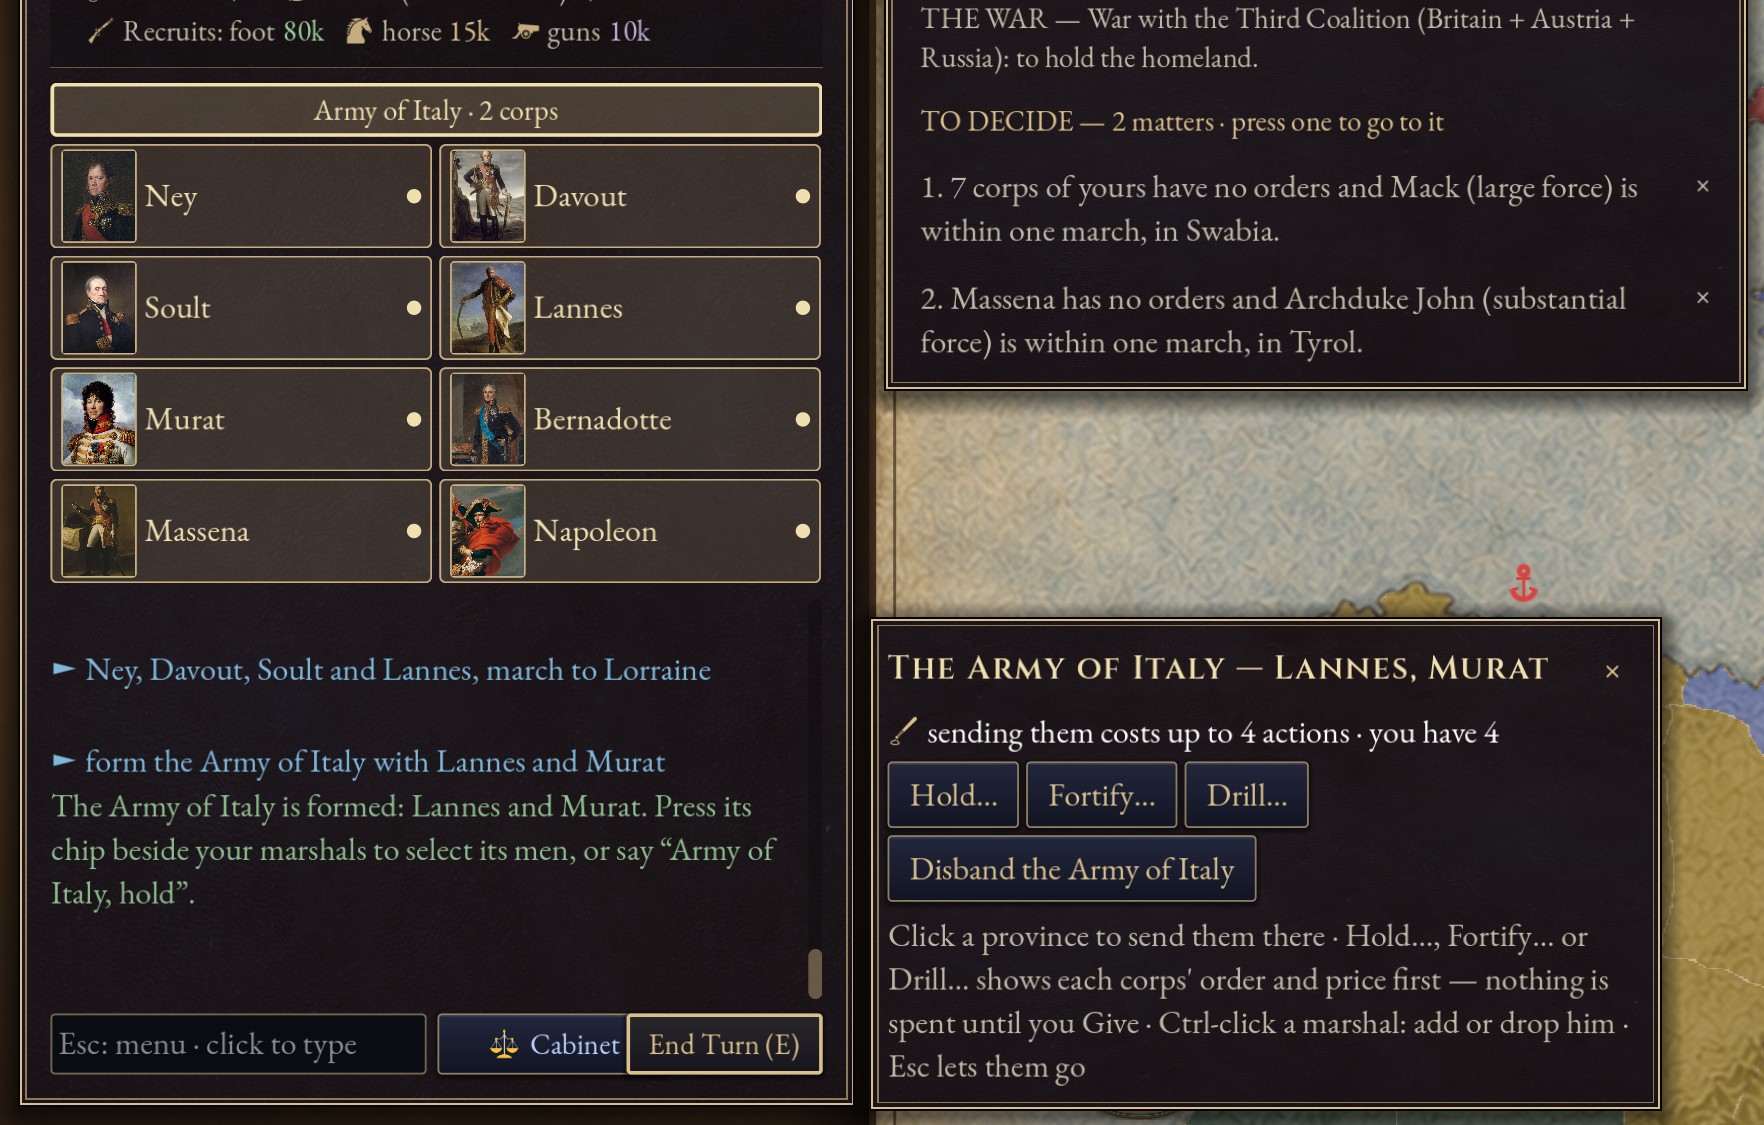 Recruits: foot 80k horse 15k guns 10k
Army of Italy · 2 corps
Ney
Davout
Soult
Lannes
Murat
Bernadotte
Massena
Napoleon
► Ney, Davout, Soult and Lannes, march to Lorraine
► form the Army of Italy with Lannes and Murat
The Army of Italy is formed: Lannes and Murat. Press its
chip beside your marshals to select its men, or say “Army of
Italy, hold”.
Esc: menu · click to type
Cabinet
End Turn (E)
THE WAR — War with the Third Coalition (Britain + Austria +
Russia): to hold the homeland.
TO DECIDE — 2 matters · press one to go to it
1. 7 corps of yours have no orders and Mack (large force) is ×
within one march, in Swabia.
2. Massena has no orders and Archduke John (substantial ×
force) is within one march, in Tyrol.
THE ARMY OF ITALY — LANNES, MURAT ×
sending them costs up to 4 actions · you have 4
Hold... Fortify... Drill...
Disband the Army of Italy
Click a province to send them there · Hold..., Fortify... or
Drill... shows each corps' order and price first — nothing is
spent until you Give · Ctrl-click a marshal: add or drop him ·
Esc lets them go